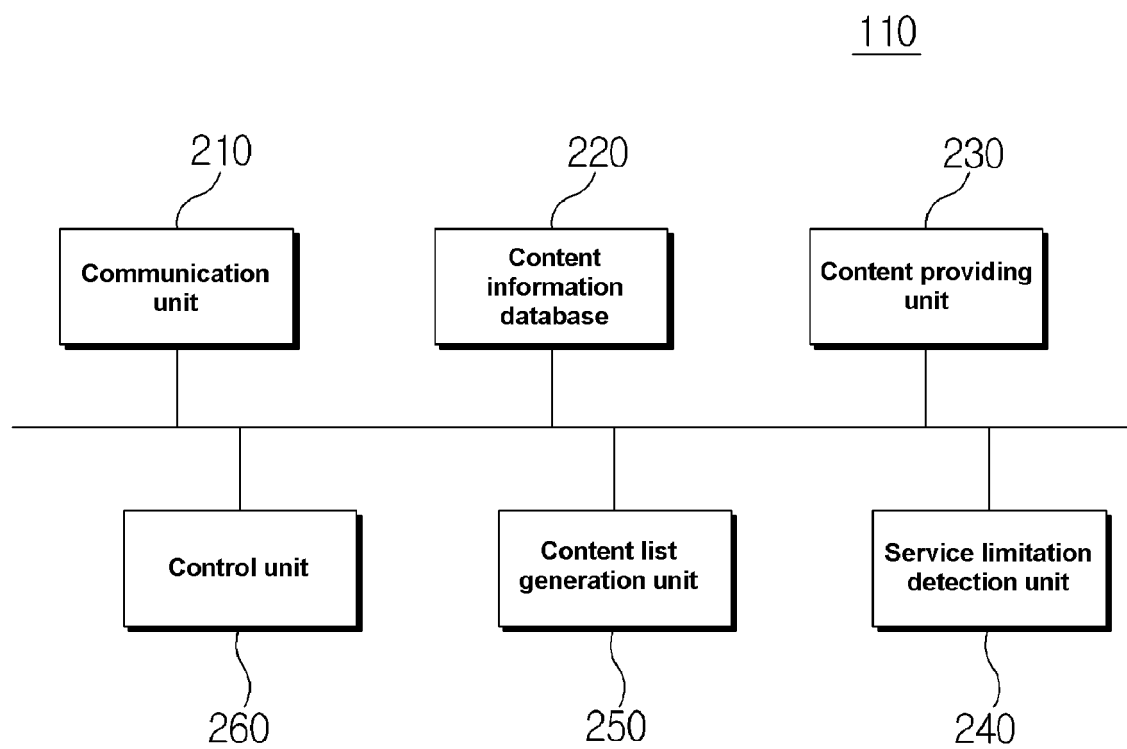 110
210
220
230
Communication
unit
Content
information
database
Content providing
unit
Control unit
Content list
generation unit
Service limitation
detection unit
260
250
240